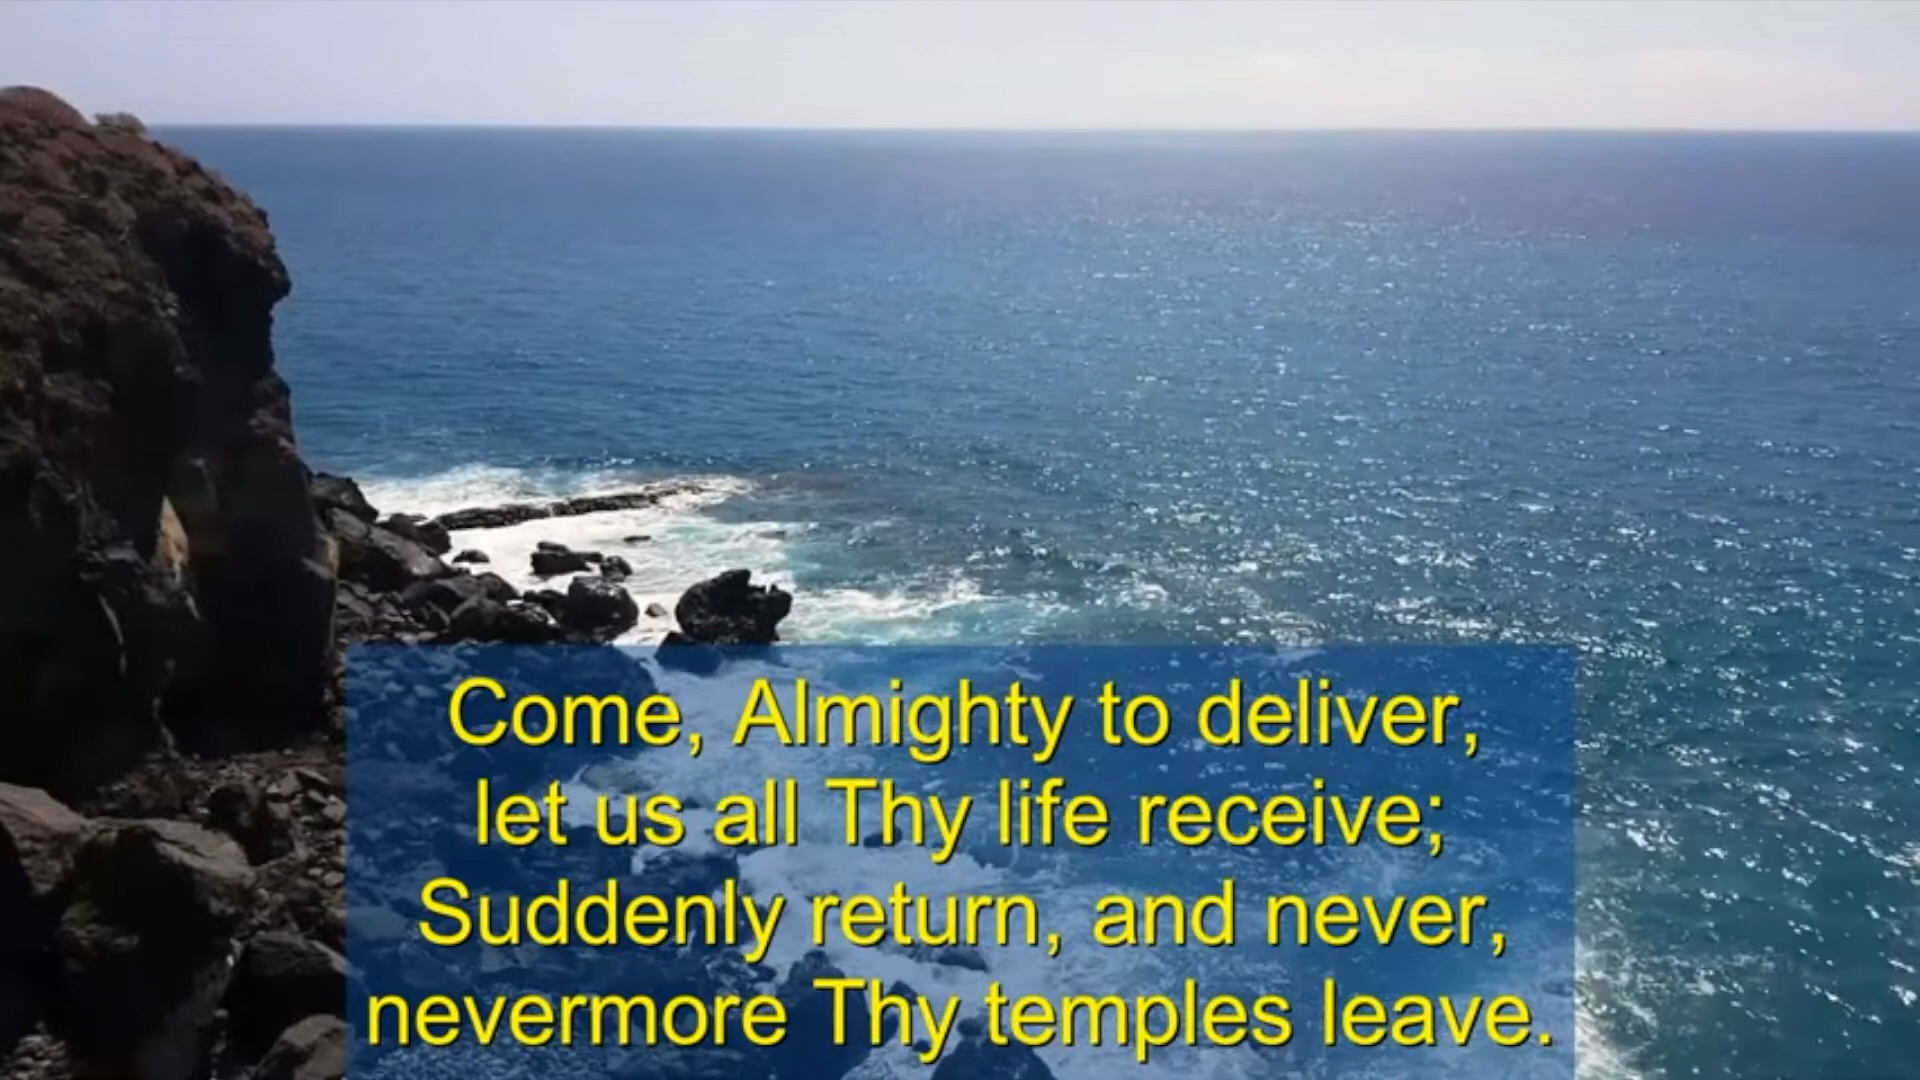 Come, Almighty to deliver,
let us all Thy life receive;
Suddenly return, and never,
nevermore Thy temples leave.